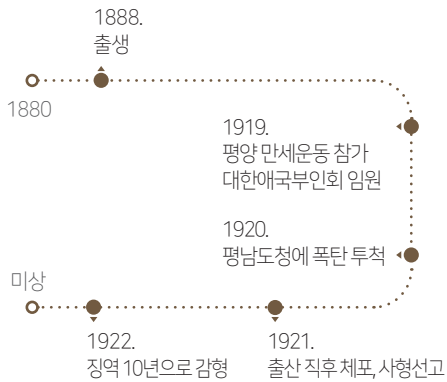 1888.
출생
1880
1919.
평양 만세운동 참가
대한애국부인회 임원
1920.
평남도청에 폭탄 투척
미상
1922.
징역 10년으로 감형
1921.
출산 직후 체포, 사형선고